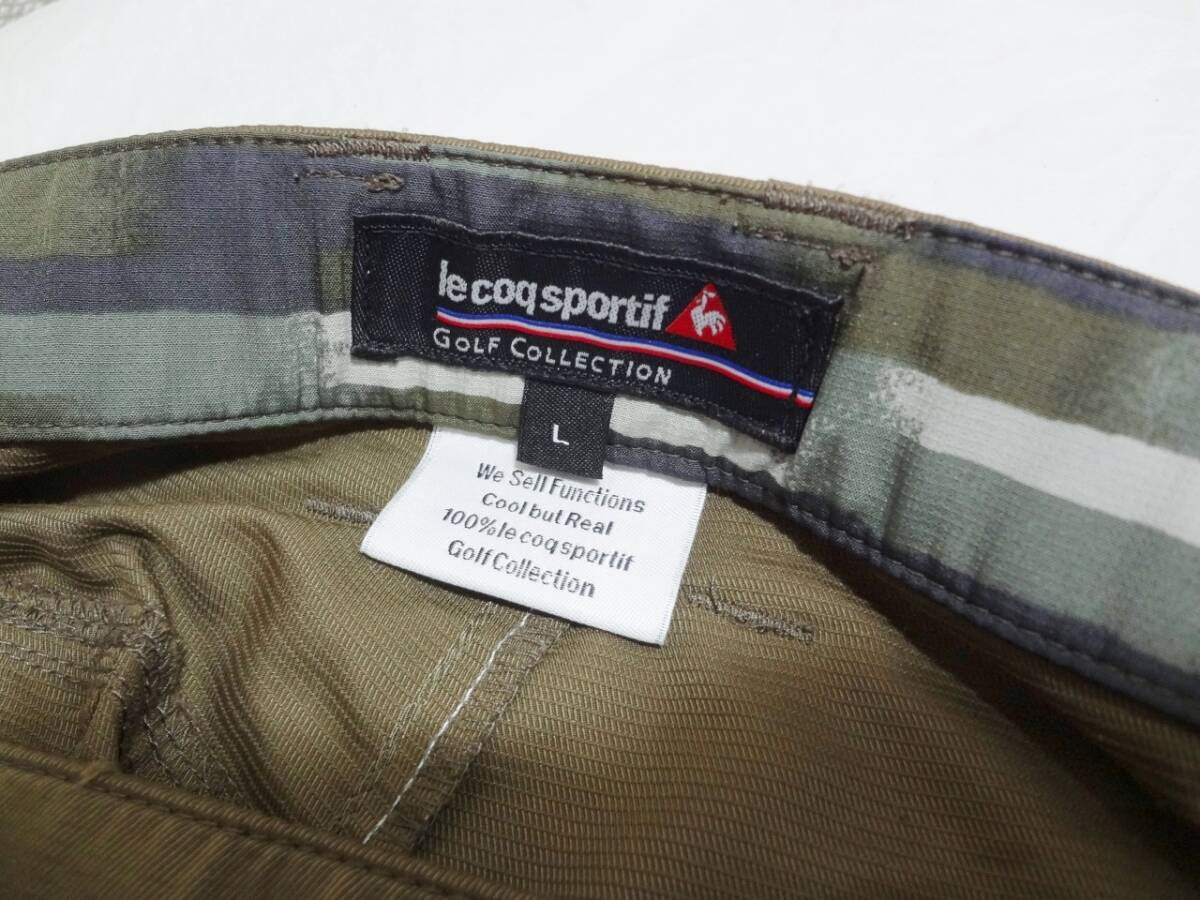 le coq sportif
GOLF COLLECTION
L
We Sell Functions
Cool but Real
100% le coq sportif
Golf Collection